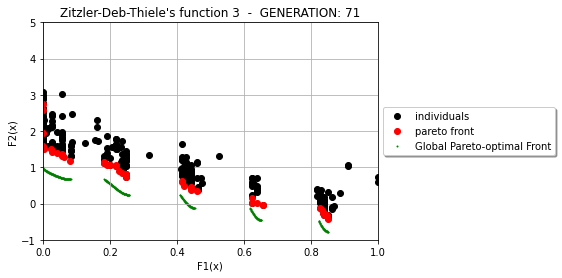 Zitzler-Deb-Thiele's function 3 - GENERATION: 71
5
4
3
2
1
0
−1
F2(x)
0.0 0.2 0.4 0.6 0.8 1.0
F1(x)
individuals
pareto front
Global Pareto-optimal Front